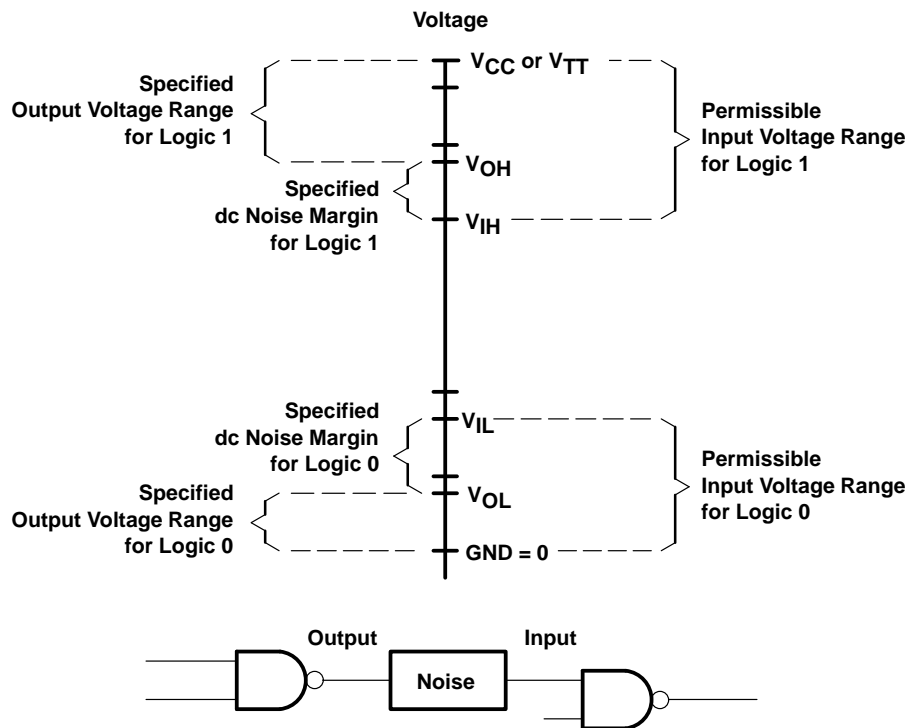 Voltage
VCC or VTT
Specified
Output Voltage Range
for Logic 1
Permissible
Input Voltage Range
for Logic 1
VOH
Specified
dc Noise Margin
for Logic 1
VIH
Specified
dc Noise Margin
for Logic 0
VIL
Permissible
Input Voltage Range
for Logic 0
Specified
Output Voltage Range
for Logic 0
VOL
GND = 0
Output
Input
Noise